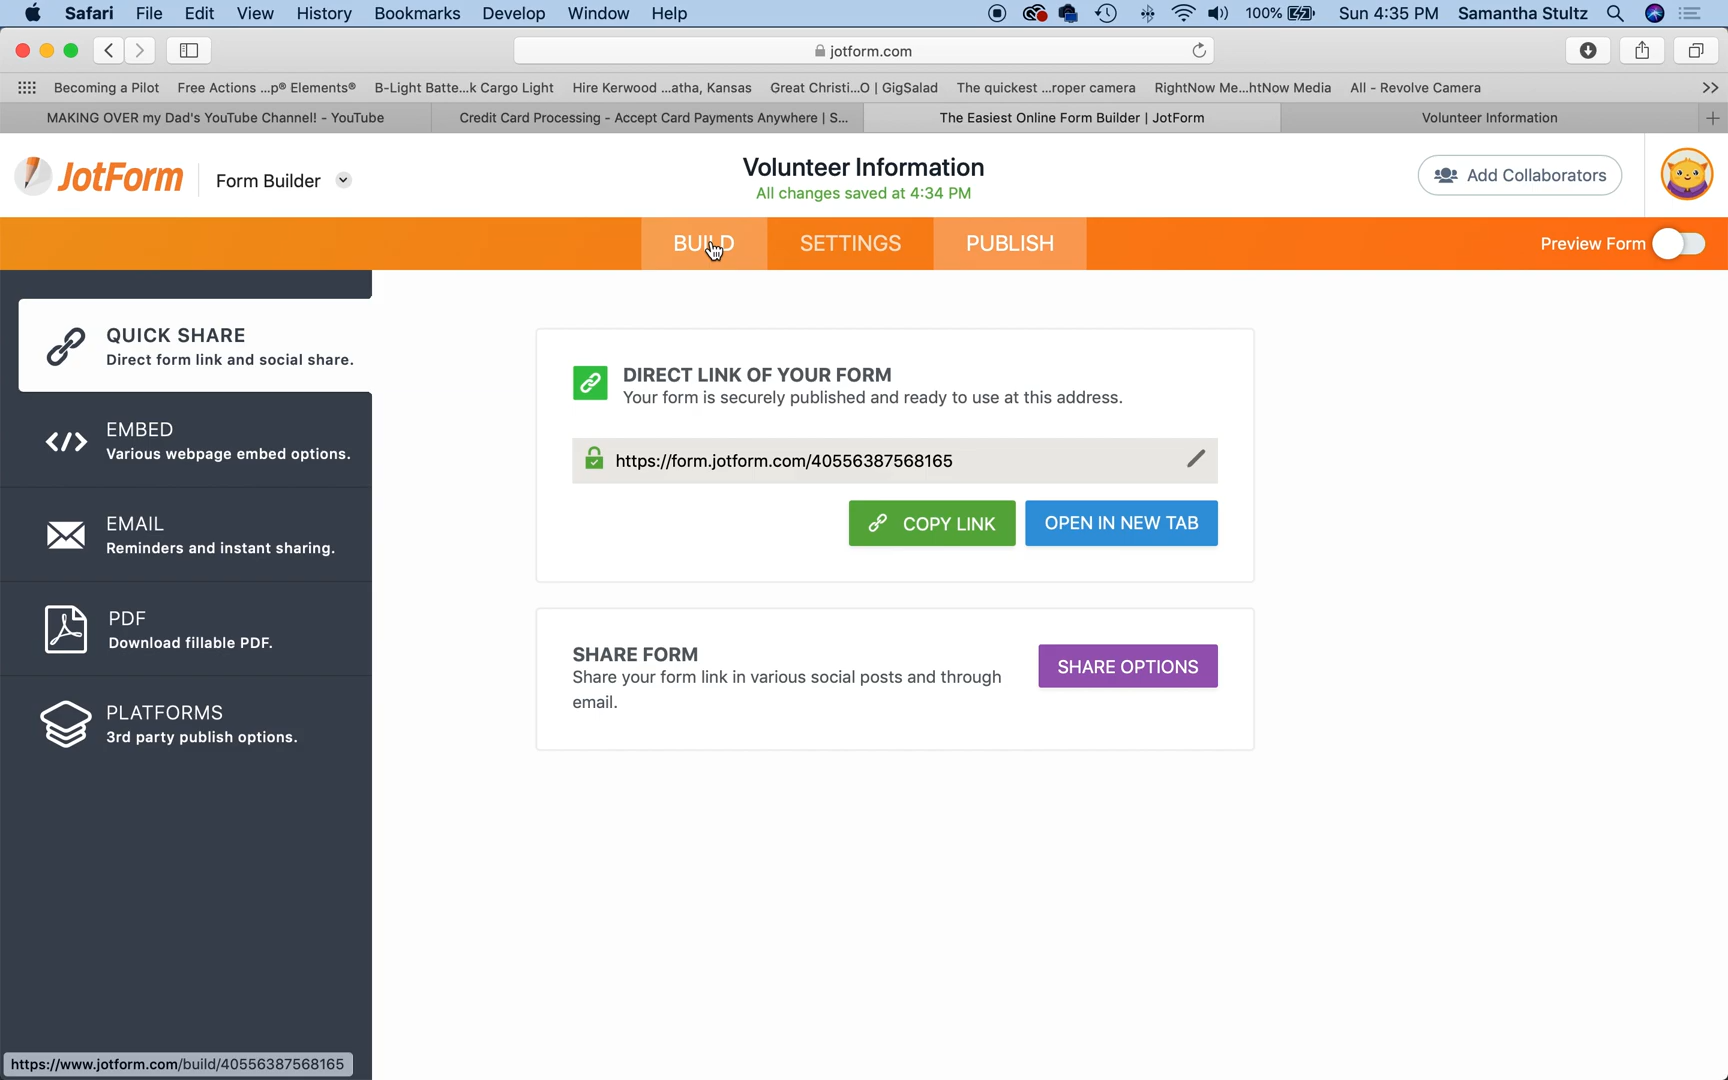 Safari File Edit View History Bookmarks Develop Window Help 100% Sun 4:35 PM Samantha Stultz
jotform.com
Becoming a Pilot Free Actions ...p® Elements® B-Light Batte...k Cargo Light Hire Kerwood ...atha, Kansas Great Christi...O | GigSalad The quickest ...roper camera RightNow Me...htNow Media All - Revolve Camera
MAKING OVER my Dad's YouTube Channel! - YouTube Credit Card Processing - Accept Card Payments Anywhere | S... The Easiest Online Form Builder | JotForm Volunteer Information
JotForm Form Builder Volunteer Information Add Collaborators
All changes saved at 4:34 PM
BUILD SETTINGS PUBLISH Preview Form
QUICK SHARE
Direct form link and social share.
EMBED
Various webpage embed options.
EMAIL
Reminders and instant sharing.
PDF
Download fillable PDF.
PLATFORMS
3rd party publish options.
DIRECT LINK OF YOUR FORM
Your form is securely published and ready to use at this address.
https://form.jotform.com/40556387568165
COPY LINK OPEN IN NEW TAB
SHARE FORM
Share your form link in various social posts and through
email.
SHARE OPTIONS
https://www.jotform.com/build/40556387568165